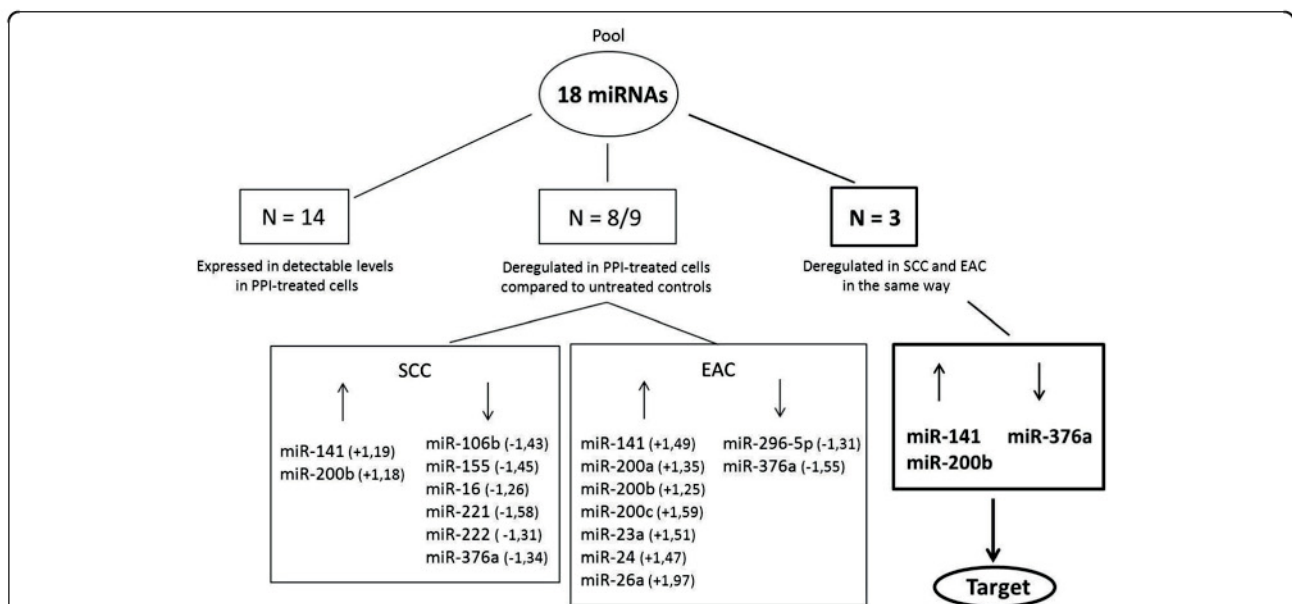 Pool
18 miRNAs
N = 14
N = 8/9
N = 3
Expressed in detectable levels
in PPI-treated cells
Deregulated in PPI-treated cells
compared to untreated controls
Deregulated in SCC and EAC
in the same way
SCC
miR-141 (+1,19)
miR-200b (+1,18)
miR-106b (-1,43)
miR-155 (-1,45)
miR-16 (-1,26)
miR-221 (-1,58)
miR-222 ( -1,31)
miR-376a (-1,34)
EAC
miR-141 (+1,49)
miR-200a (+1,35)
miR-200b (+1,25)
miR-200c (+1,59)
miR-23a (+1,51)
miR-24 (+1,47)
miR-26a (+1,97)
miR-296-5p (-1,31)
miR-376a (-1,55)
miR-141
miR-200b
miR-376a
Target